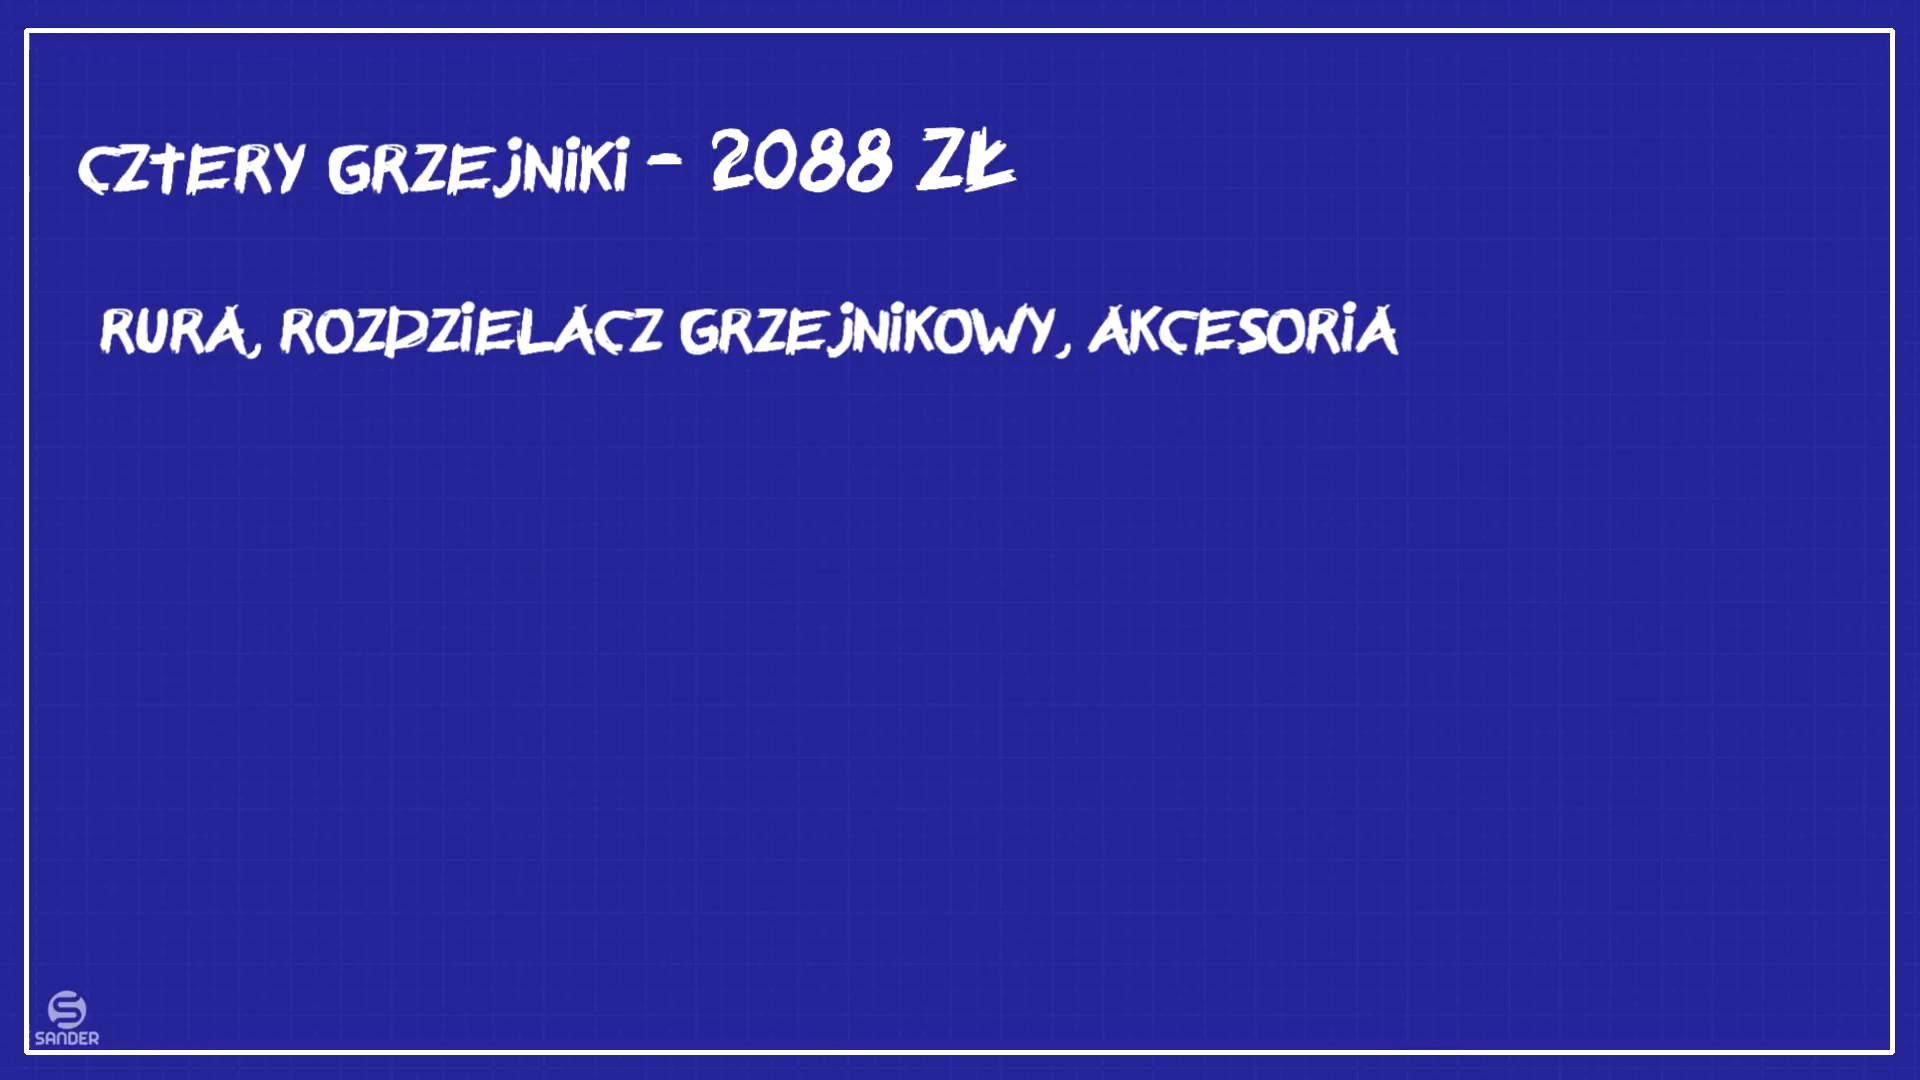 CZTERY GRZEJNIKI - 2088 ZŁ
RURA, ROZDZIELACZ GRZEJNIKOWY, AKCESORIA
SANDER